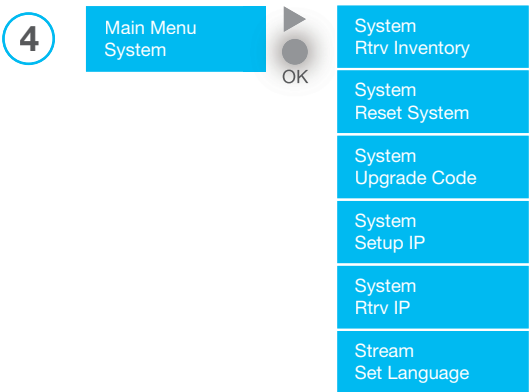 4
Main Menu
System
OK
System
Rtrv Inventory
System
Reset System
System
Upgrade Code
System
Setup IP
System
Rtrv IP
Stream
Set Language